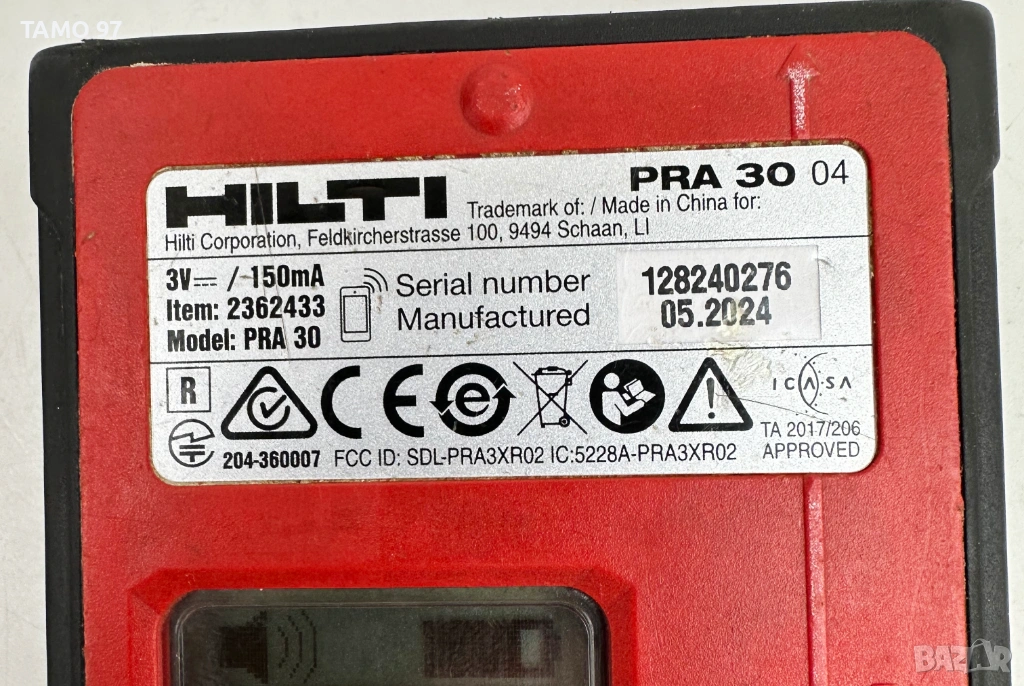 TAMO 97
HILTI
PRA 30 04
Trademark of: / Made in China for:
Hilti Corporation, Feldkircherstrasse 100, 9494 Schaan, LI
3V⎓ / 150mA
Item: 2362433
Model: PRA 30
Serial number
Manufactured
128240276
05.2024
R
CE
e
ICASA
204-360007 FCC ID: SDL-PRA3XR02 IC:5228A-PRA3XR02
TA 2017/206
APPROVED
BAZAR